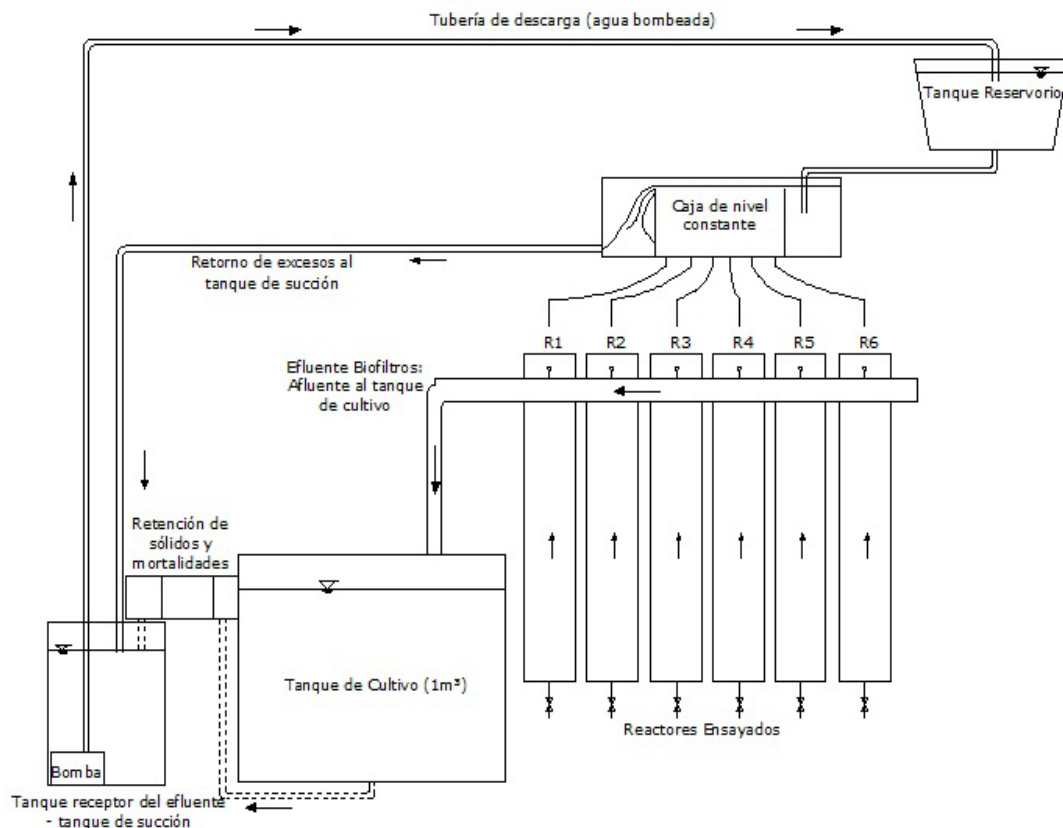 Tubería de descarga (agua bombeada)
Tanque Reservorio
Caja de nivel
constante
Retorno de excesos al
tanque de succión
R1 R2 R3 R4 R5 R6
Efluente Biofiltros:
Afluente al tanque
de cultivo
Retención de
sólidos y
mortalidades
Tanque de Cultivo (1m³)
Reactores Ensayados
Bomba
Tanque receptor del efluente
- tanque de succión